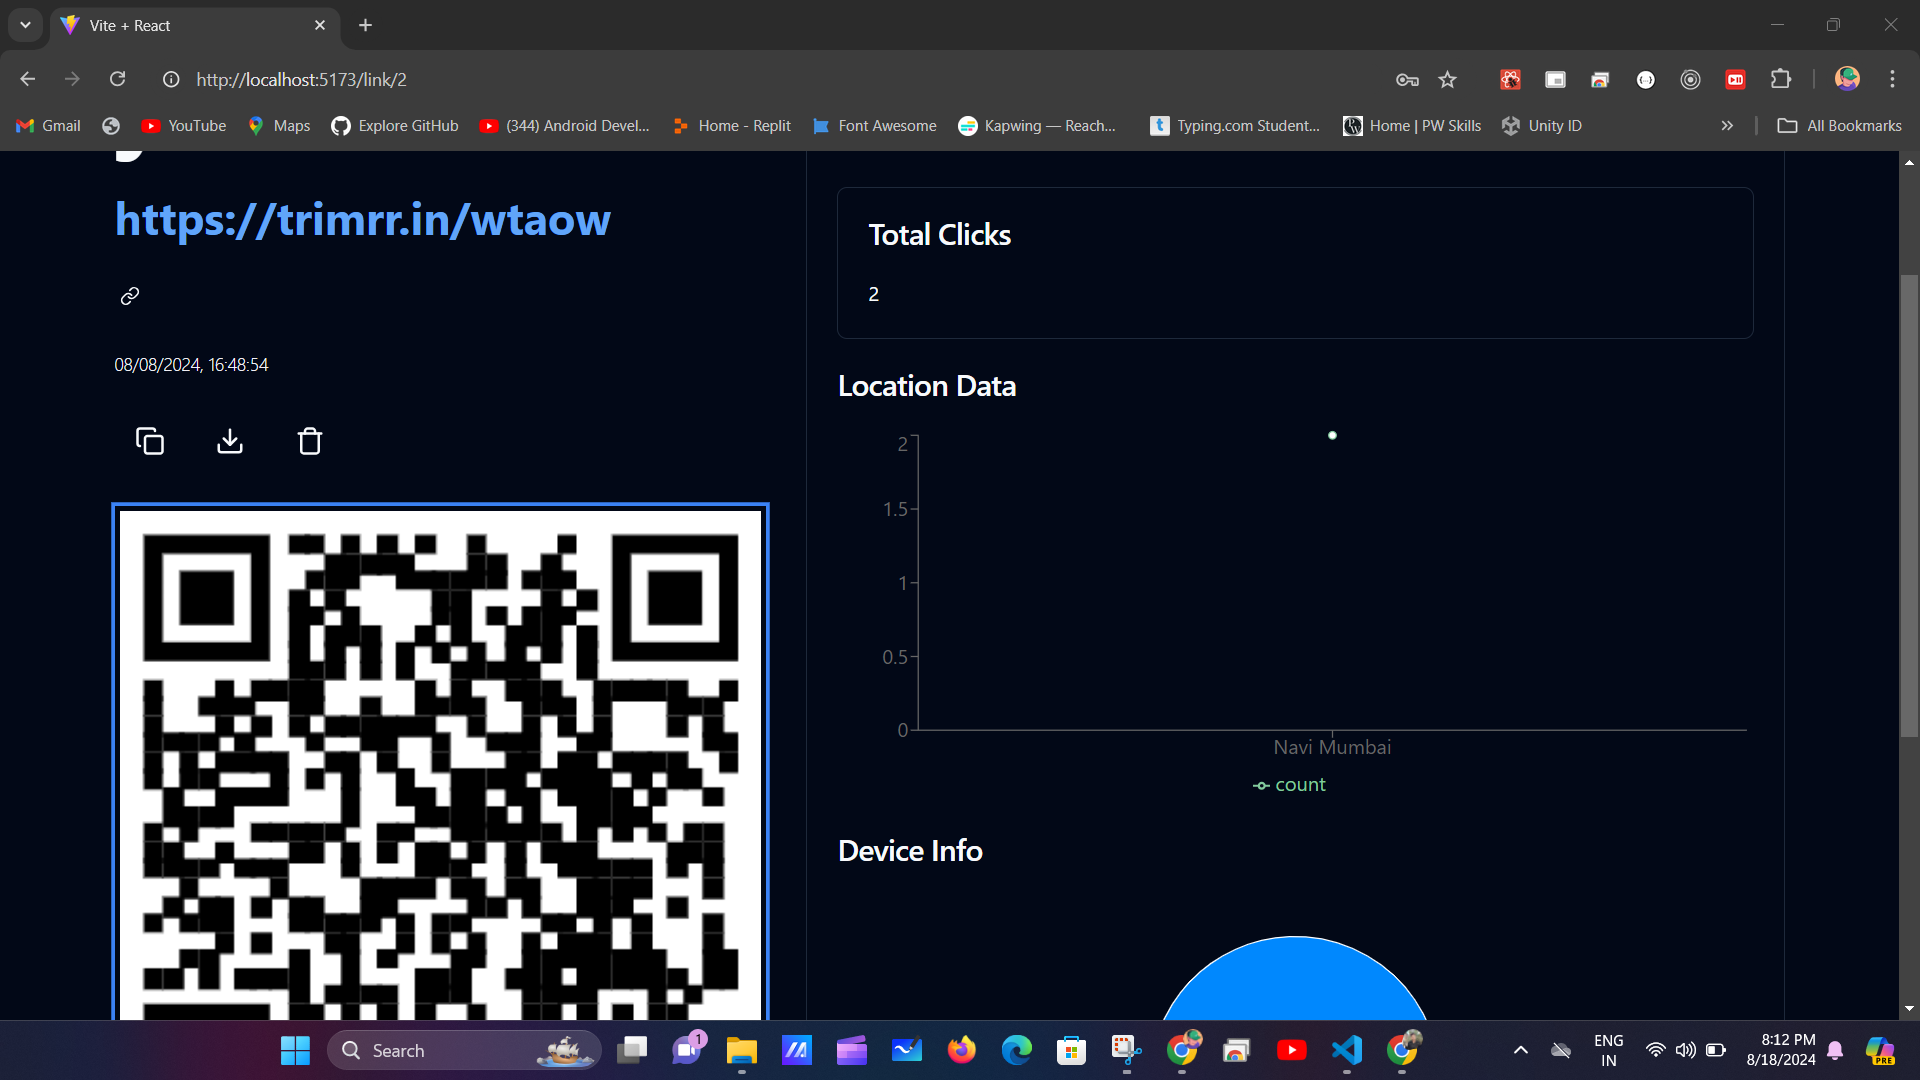 Vite + React
http://localhost:5173/link/2
Gmail
YouTube
Maps
Explore GitHub
(344) Android Devel...
Home - Replit
Font Awesome
Kapwing — Reach...
Typing.com Student...
Home | PW Skills
Unity ID
All Bookmarks
https://trimrr.in/wtaow
08/08/2024, 16:48:54
Total Clicks
2
Location Data
2
1.5
1
0.5
0
Navi Mumbai
count
Device Info
Search
1
ENG
IN
8:12 PM
8/18/2024
PRE